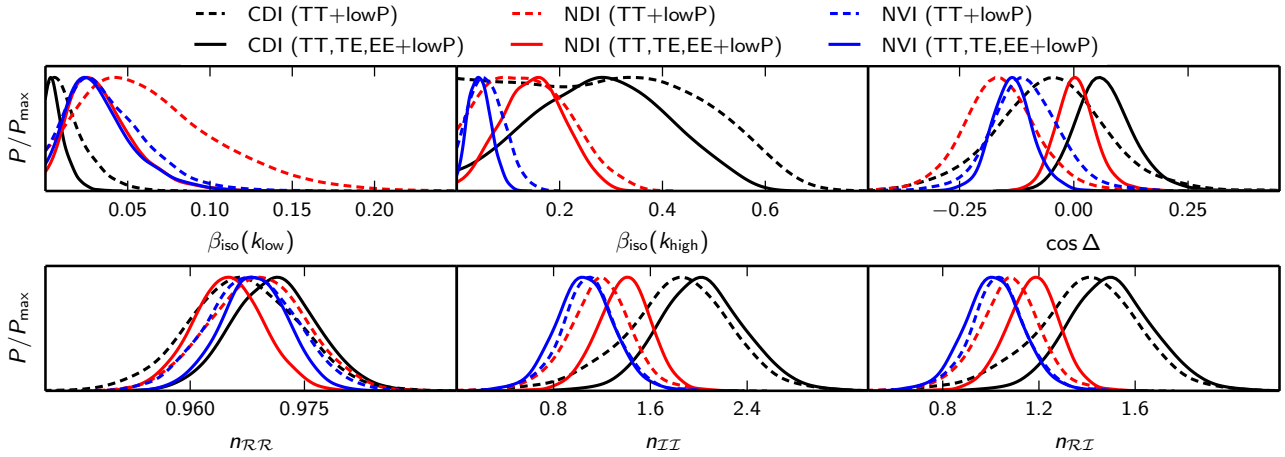 CDI (TT+lowP) NDI (TT+lowP) NVI (TT+lowP)
CDI (TT,TE,EE+lowP) NDI (TT,TE,EE+lowP) NVI (TT,TE,EE+lowP)
P/P_max
0.05 0.10 0.15 0.20 0.2 0.4 0.6 −0.25 0.00 0.25
β_iso(k_low) β_iso(k_high) cos Δ
P/P_max
0.960 0.975 0.8 1.6 2.4 0.8 1.2 1.6
n_ℛℛ n_ℐℐ n_ℛℐ